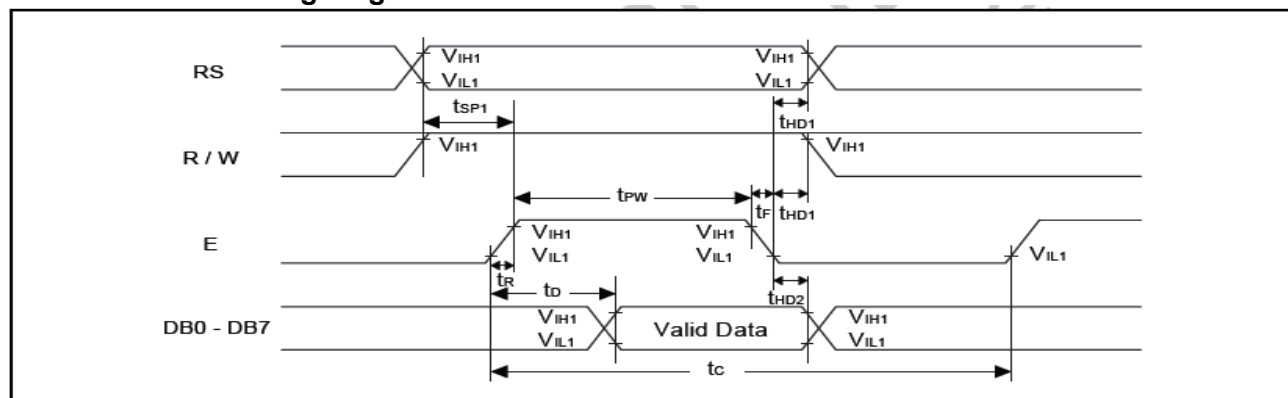 RS
VIH1
VIL1
VIH1
VIL1
tSP1
tHD1
R / W
VIH1
VIH1
tPW
tF
tHD1
E
VIH1
VIL1
VIH1
VIL1
VIL1
tR
tD
tHD2
DB0 - DB7
VIH1
VIL1
Valid Data
VIH1
VIL1
tC